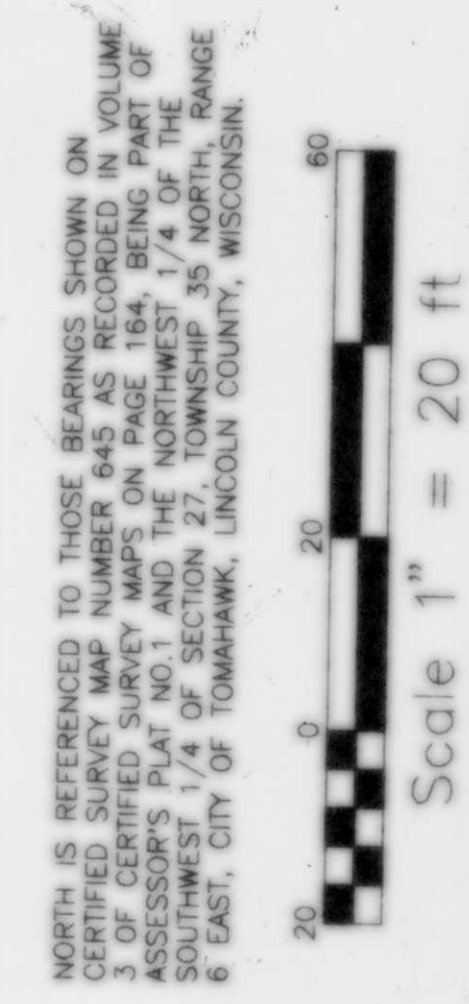 NORTH IS REFERENCED TO THOSE BEARINGS SHOWN ON
CERTIFIED SURVEY MAP NUMBER 645 AS RECORDED IN VOLUME
3 OF CERTIFIED SURVEY MAPS ON PAGE 164, BEING PART OF
ASSESSOR'S PLAT NO.1 AND THE NORTHWEST 1/4 OF THE
SOUTHWEST 1/4 OF SECTION 27, TOWNSHIP 35 NORTH, RANGE
6 EAST, CITY OF TOMAHAWK, LINCOLN COUNTY, WISCONSIN.
20 0 20 60
Scale 1" = 20 ft